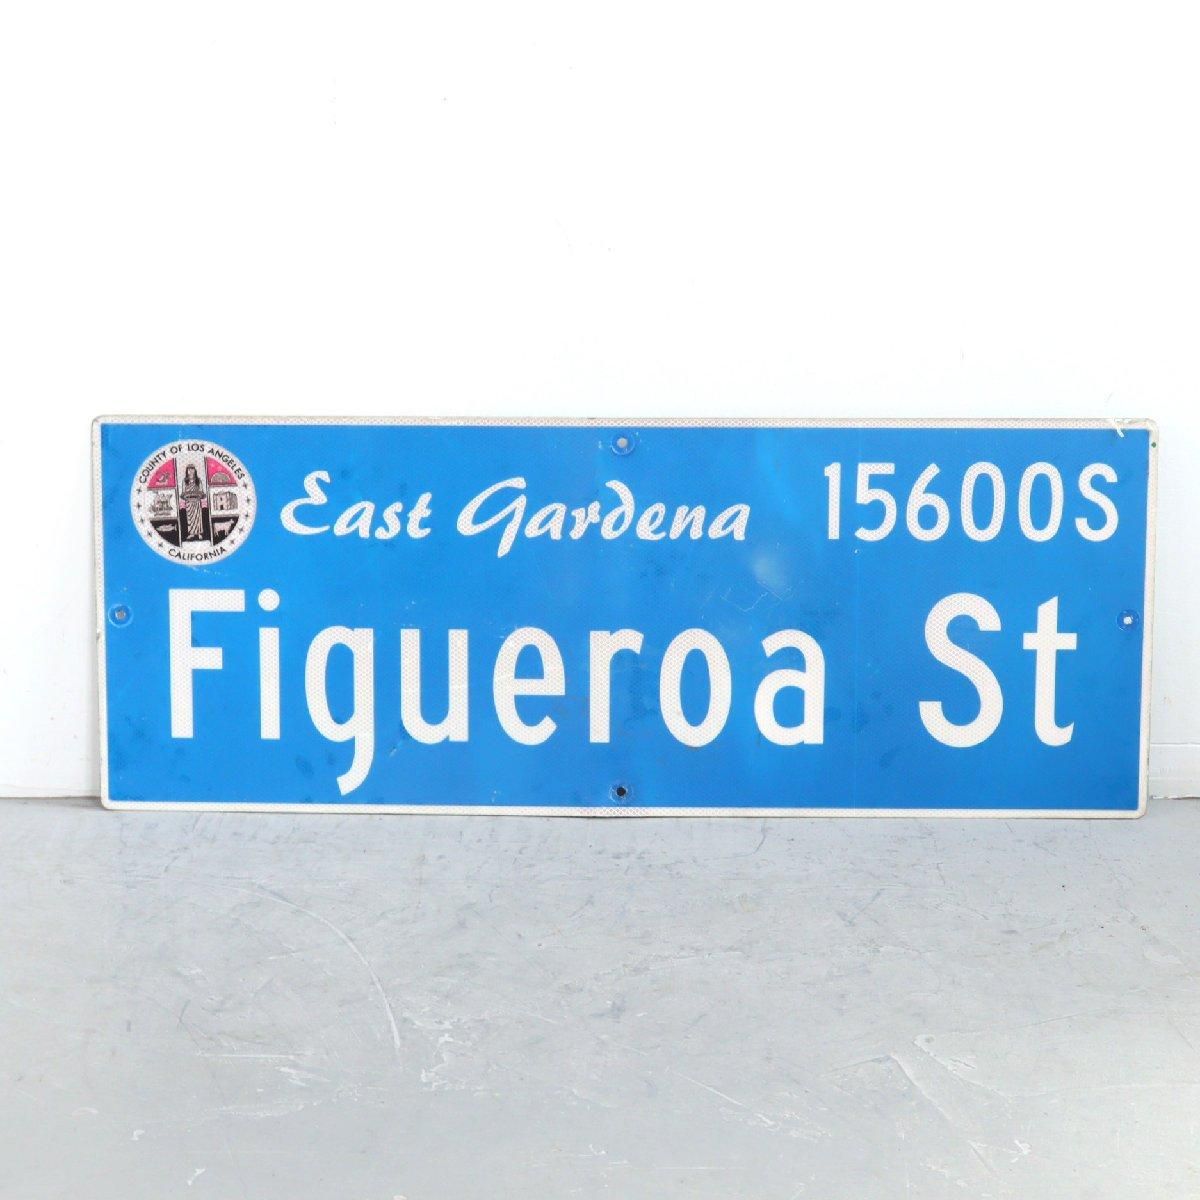 COUNTY OF LOS ANGELES
CALIFORNIA
East Gardena 15600S
Figueroa St